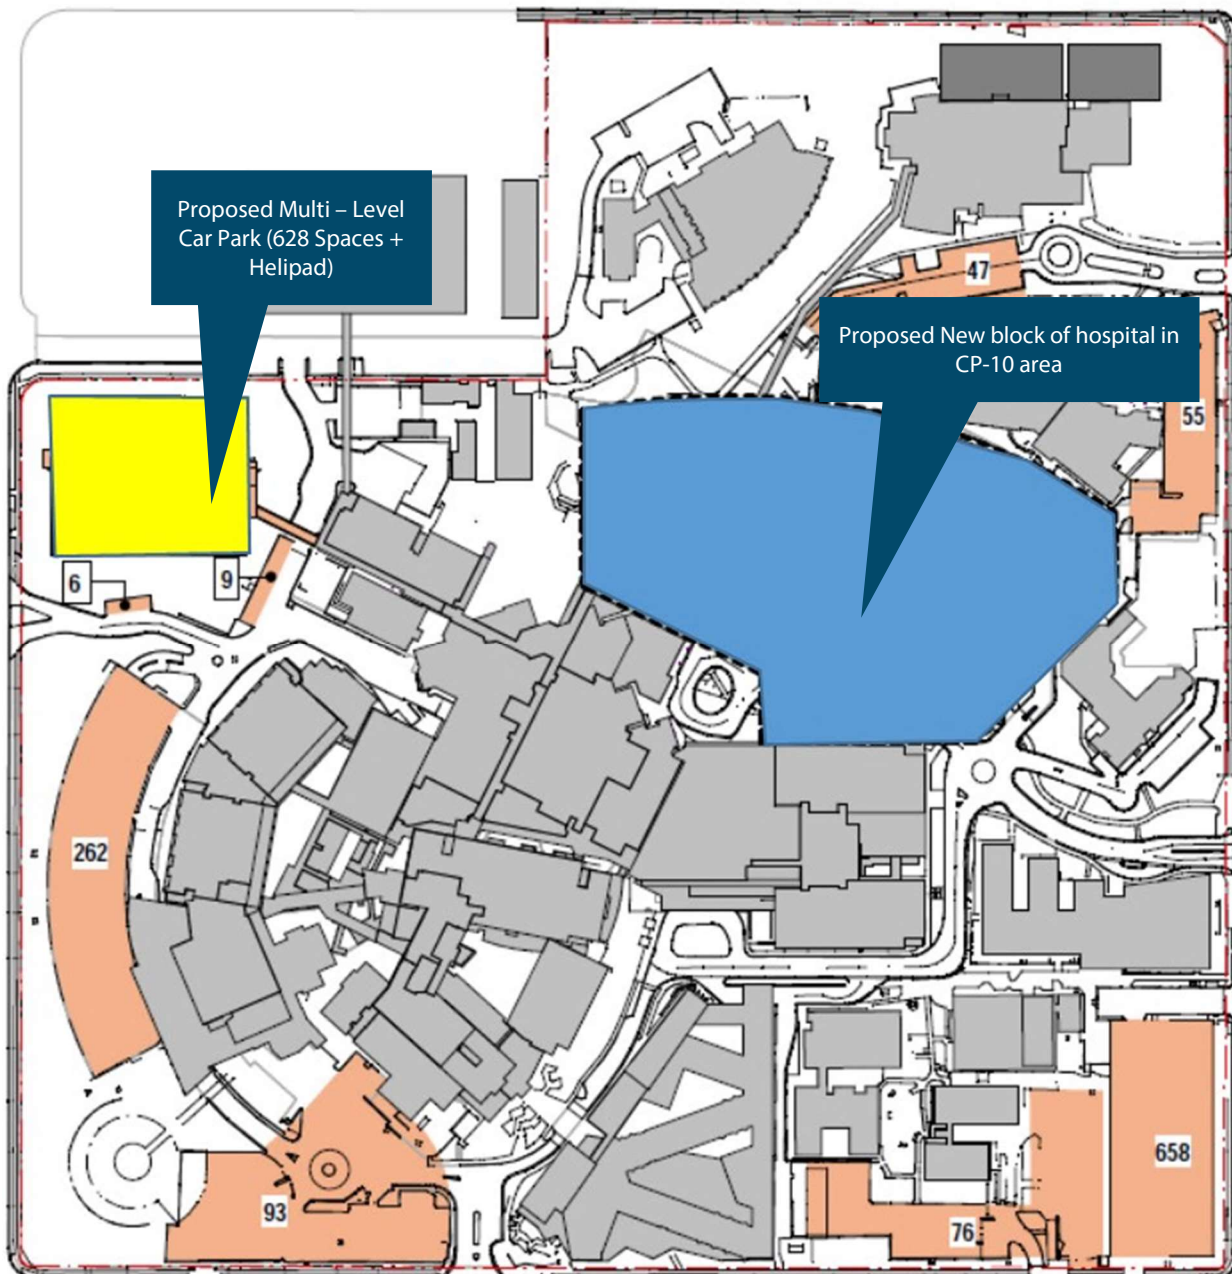 Proposed Multi – Level
Car Park (628 Spaces +
Helipad)
47
Proposed New block of hospital in
CP-10 area
55
6
9
262
93
76
658